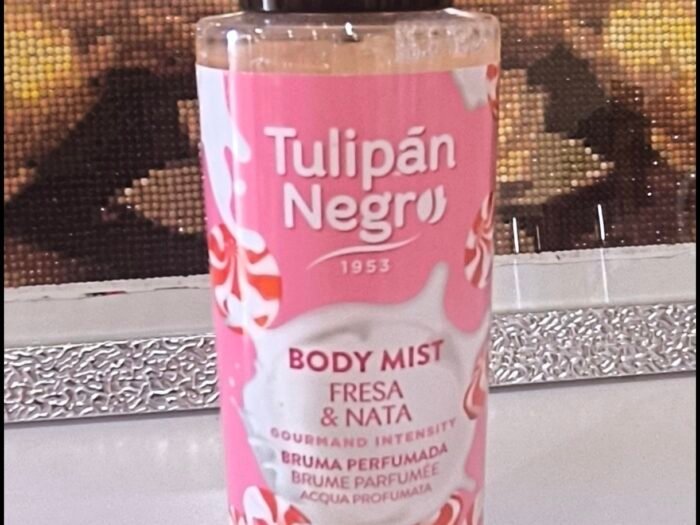 Tulipán
Negro
1953
BODY MIST
FRESA
& NATA
GOURMAND INTENSITY
BRUMA PERFUMADA
BRUME PARFUMÉE
ACQUA PROFUMATA